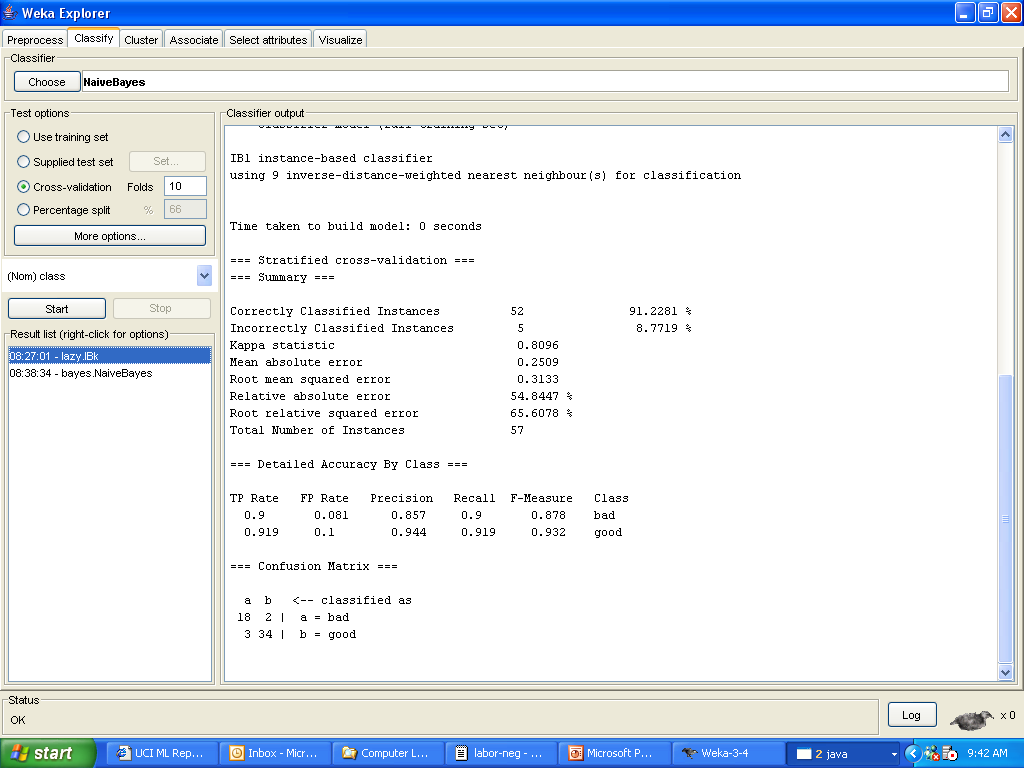 Weka Explorer
Preprocess Classify Cluster Associate Select attributes Visualize
Classifier
Choose NaiveBayes
Test options
Use training set
Supplied test set Set...
Cross-validation Folds 10
Percentage split % 66
More options...
(Nom) class
Start Stop
Result list (right-click for options)
08:27:01 - lazy.IBk
08:38:34 - bayes.NaiveBayes
Classifier output
IB1 instance-based classifier
using 9 inverse-distance-weighted nearest neighbour(s) for classification
Time taken to build model: 0 seconds
=== Stratified cross-validation ===
=== Summary ===
Correctly Classified Instances 52 91.2281 %
Incorrectly Classified Instances 5 8.7719 %
Kappa statistic 0.8096
Mean absolute error 0.2509
Root mean squared error 0.3133
Relative absolute error 54.8447 %
Root relative squared error 65.6078 %
Total Number of Instances 57
=== Detailed Accuracy By Class ===
TP Rate FP Rate Precision Recall F-Measure Class
0.9 0.081 0.857 0.9 0.878 bad
0.919 0.1 0.944 0.919 0.932 good
=== Confusion Matrix ===
a b <-- classified as
18 2 | a = bad
3 34 | b = good
Status
OK
Log x 0
start UCI ML Rep... Inbox - Micr... Computer L... labor-neg - ... Microsoft P... Weka-3-4 2 java 9:42 AM